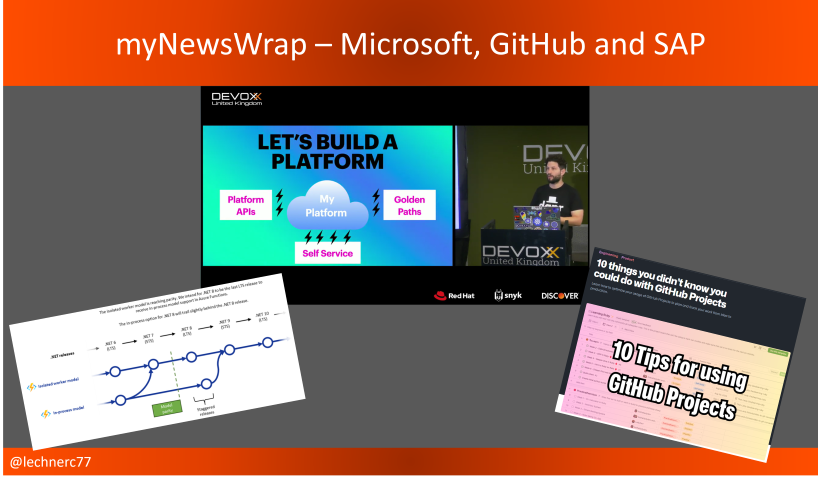 myNewsWrap – Microsoft, GitHub and SAP
DEVOXX
United Kingdom
LET'S BUILD A
PLATFORM
Platform
APIs
My
Platform
Golden
Paths
Self Service
DEVOXX
United Kingdom
Red Hat
snyk
DISCOVER
The isolated worker model is reaching parity. We intend for .NET 8 to be the last LTS release to
receive in-process model support in Azure Functions.
The in-process option for .NET 8 will trail slightly behind the .NET 8 release.
.NET releases
.NET 6
(LTS)
.NET 7
(STS)
.NET 8
(LTS)
.NET 9
(STS)
.NET 10
(LTS)
Isolated worker model
In-process model
Model
parity
Staggered
releases
Engineering
Product
10 things you didn't know you
could do with GitHub Projects
10 Tips for using
GitHub Projects
@lechnerc77